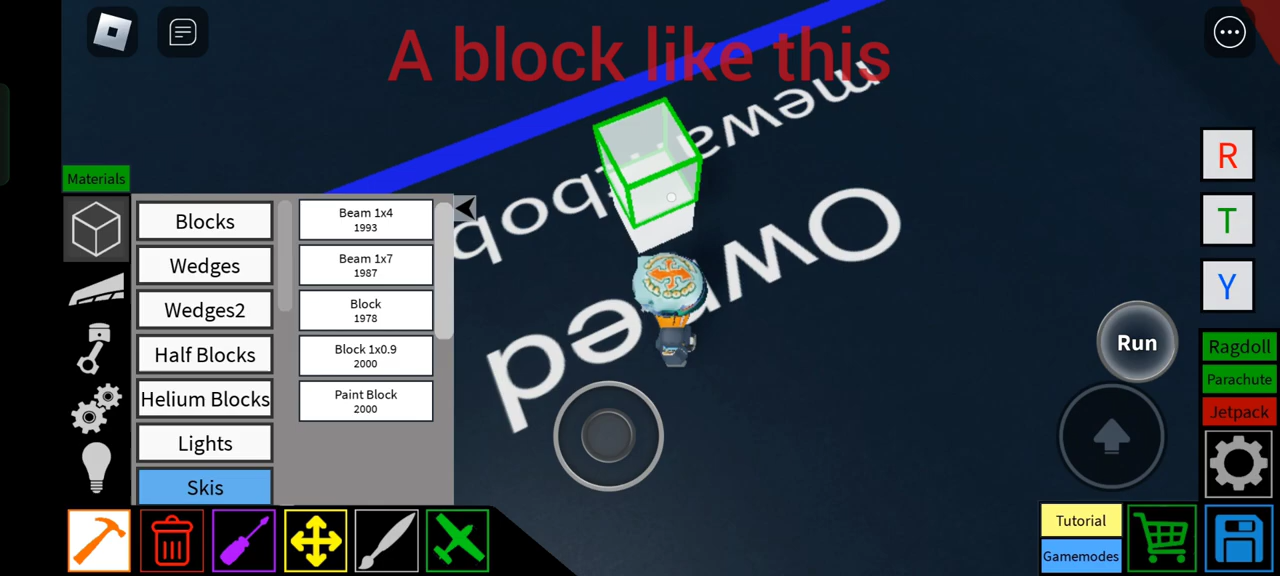 A block like this
Materials
Blocks
Wedges
Wedges2
Half Blocks
Helium Blocks
Lights
Skis
Beam 1x4
1993
Beam 1x7
1987
Block
1978
Block 1x0.9
2000
Paint Block
2000
Owned
R
T
Y
Run
Ragdoll
Parachute
Jetpack
Tutorial
Gamemodes